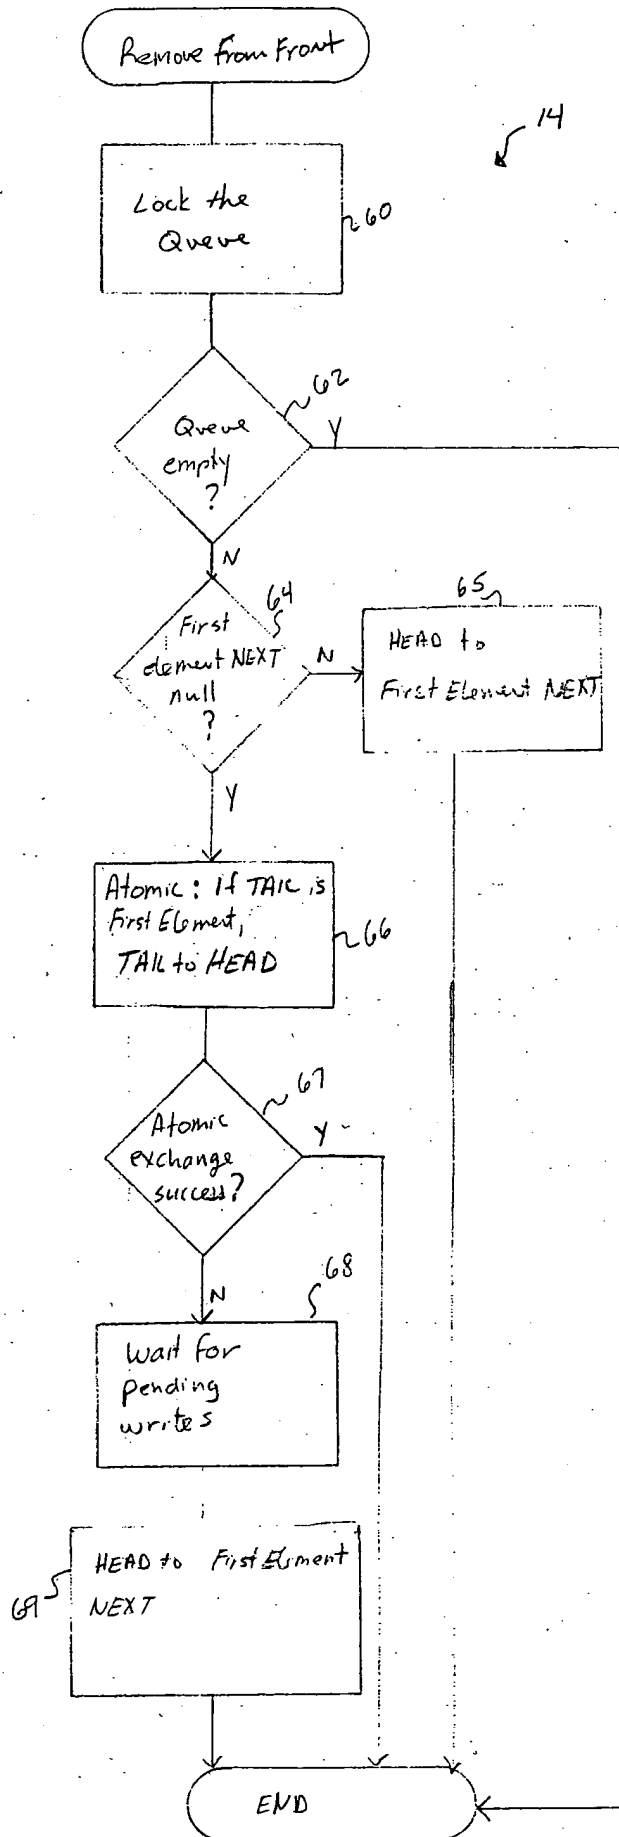 Remove From Front
14
Lock the
Queue
60
62
Queue
empty
?
Y
N
64
First
element NEXT
null
?
N
65
HEAD to
First Element NEXT
Y
Atomic: If TAIL is
First Element,
TAIL to HEAD
66
67
Atomic
exchange
success?
Y
N
68
Wait for
pending
writes
HEAD to First Element
NEXT
69
END